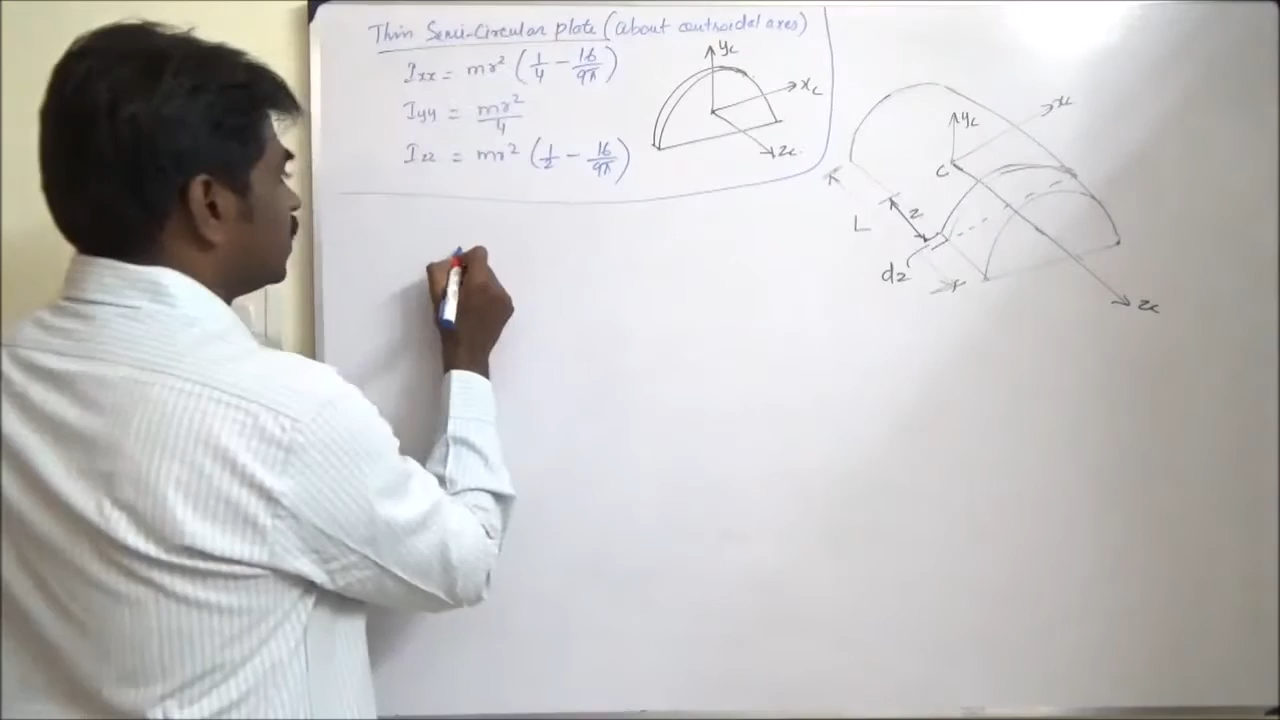 Thin Semi-Circular plate (About centroidal axes)
Ixx = mr² (1/4 − 16/9π)
Iyy = mr²/4
Izz = mr² (1/2 − 16/9π)
yc
xc
zc
yc
xc
C
L
z
dz
zc